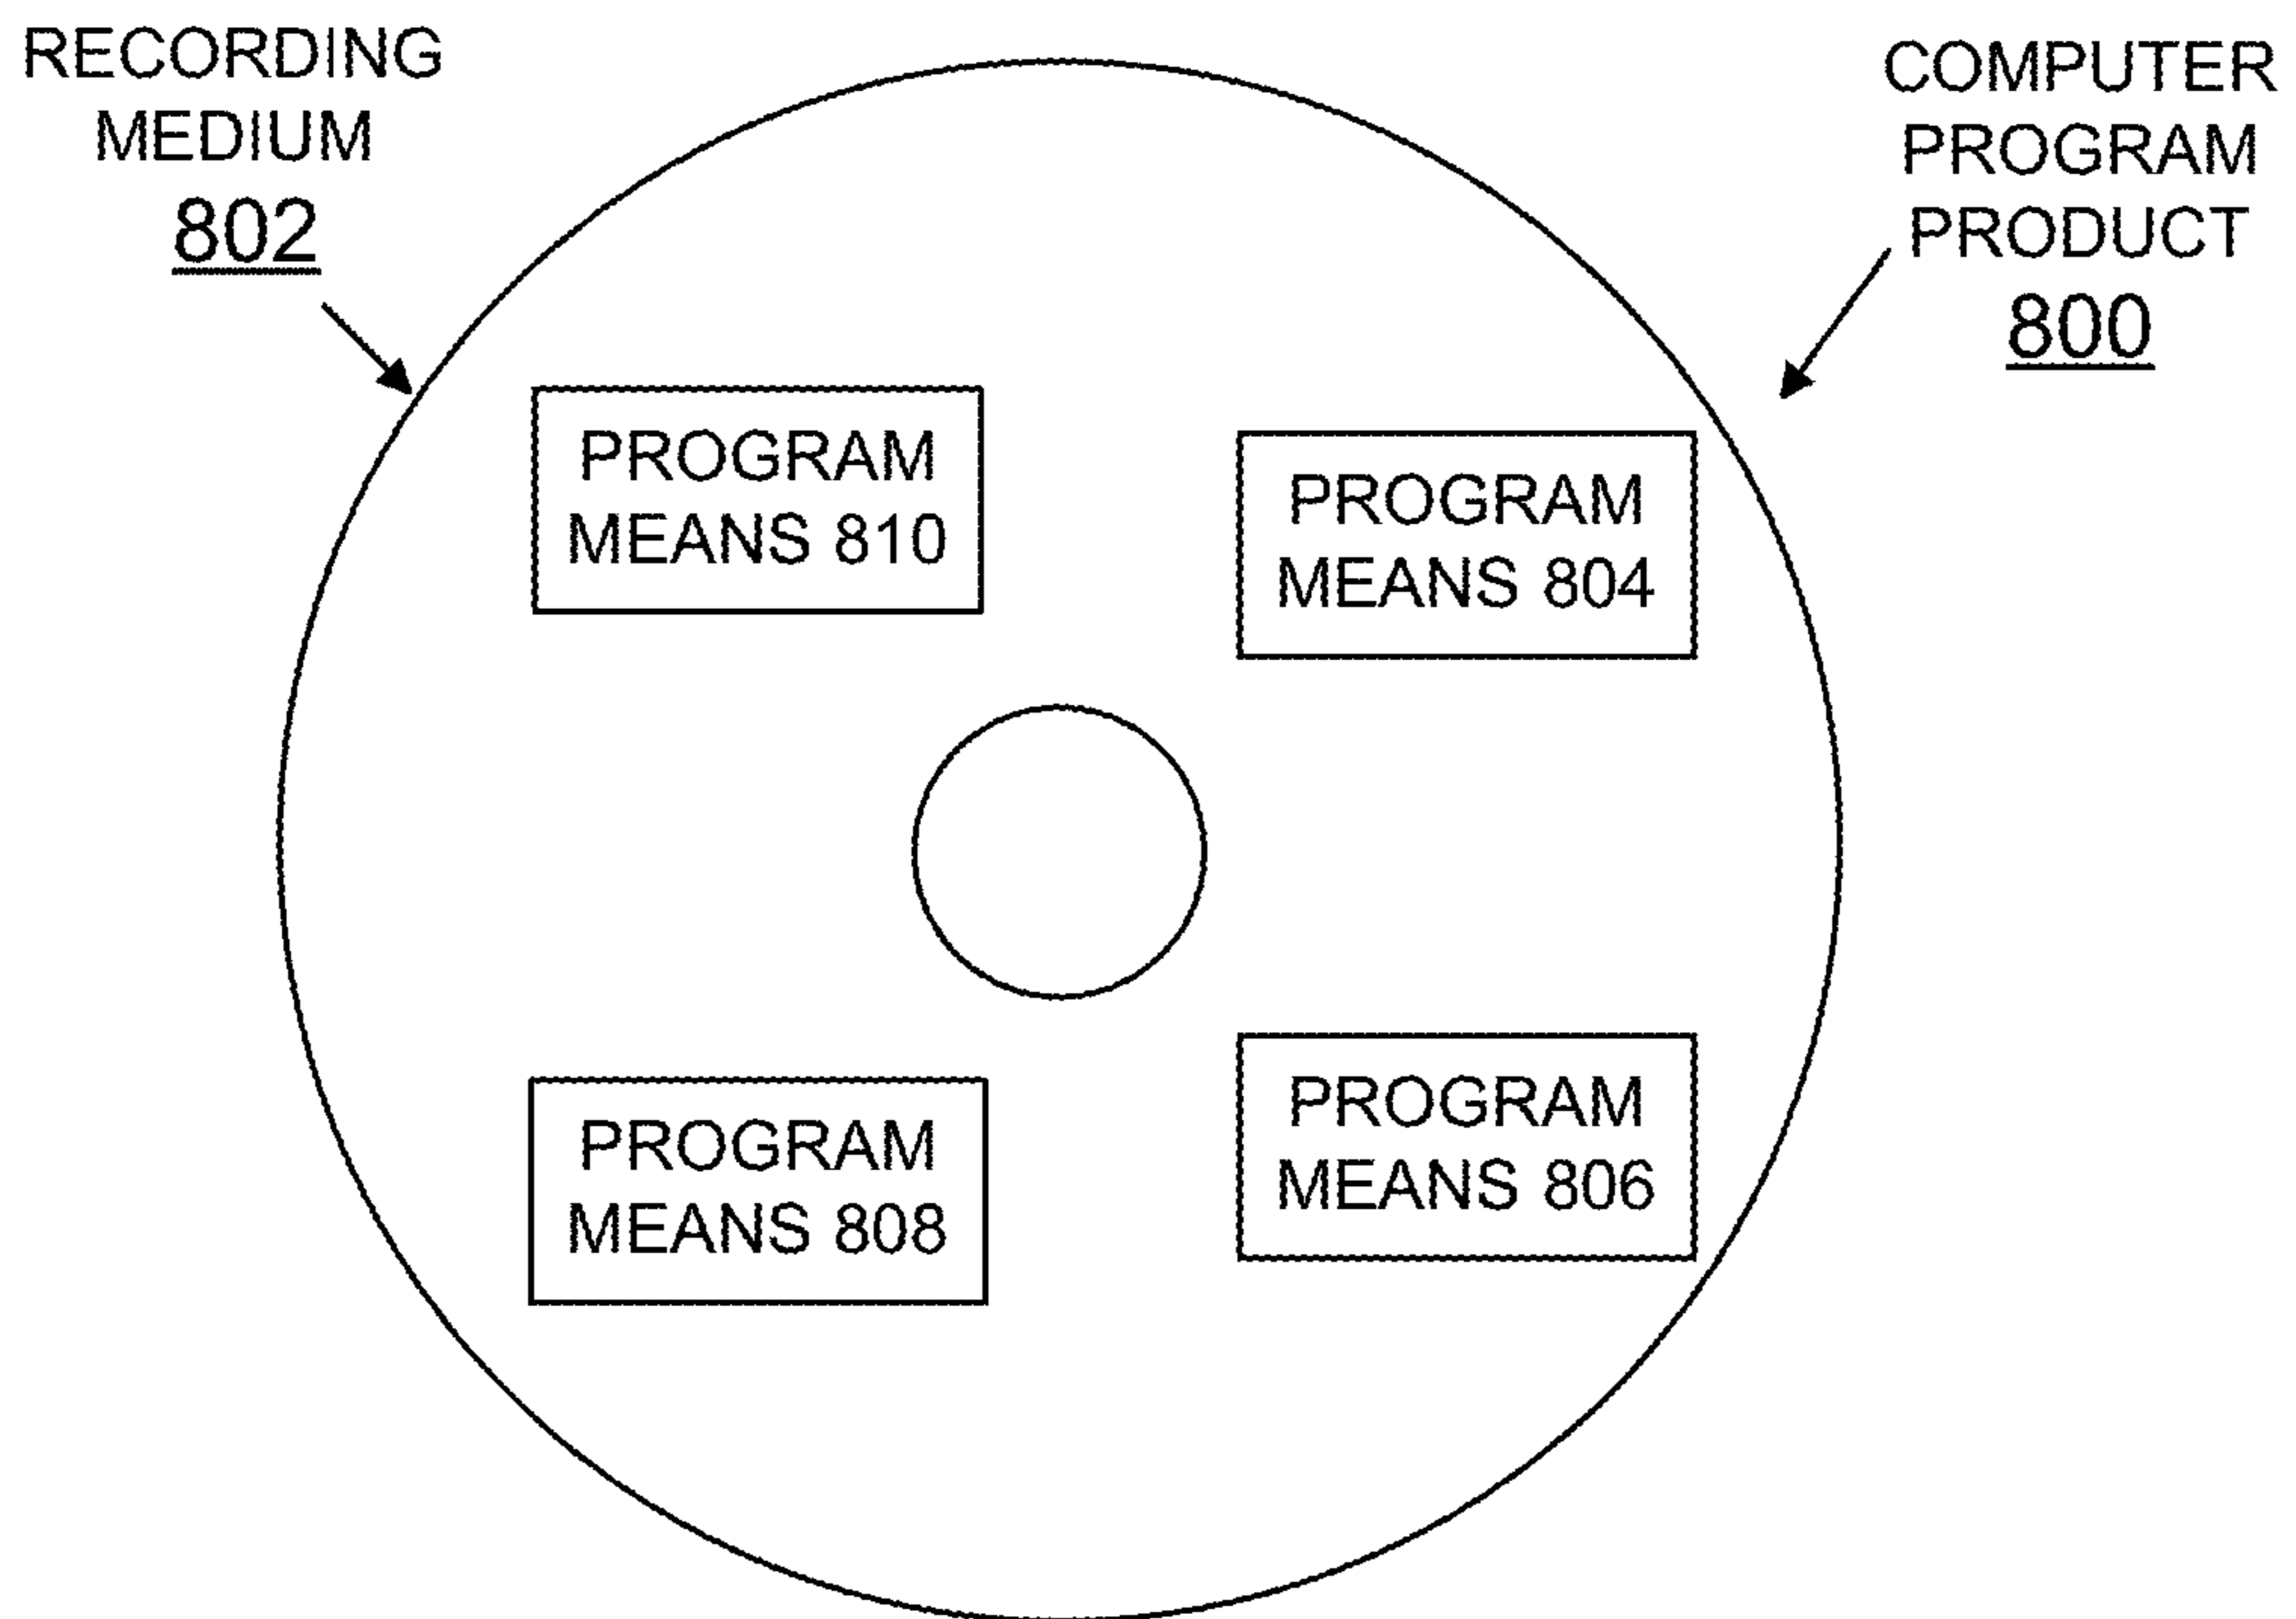 RECORDING
MEDIUM
802
COMPUTER
PROGRAM
PRODUCT
800
PROGRAM
MEANS 810
PROGRAM
MEANS 804
PROGRAM
MEANS 808
PROGRAM
MEANS 806